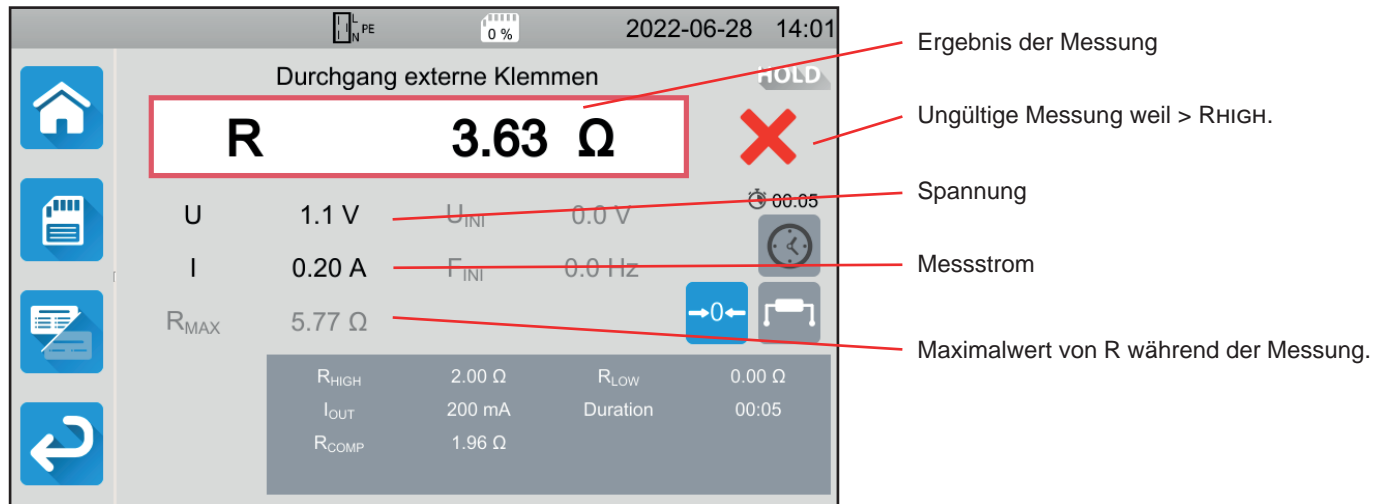 L
N PE
0 %
2022-06-28 14:01
Durchgang externe Klemmen
HOLD
R 3.63 Ω
U 1.1 V UINI 0.0 V
00:05
I 0.20 A FINI 0.0 Hz
RMAX 5.77 Ω
→0←
RHIGH 2.00 Ω RLOW 0.00 Ω
IOUT 200 mA Duration 00:05
RCOMP 1.96 Ω
Ergebnis der Messung
Ungültige Messung weil > RHIGH.
Spannung
Messstrom
Maximalwert von R während der Messung.